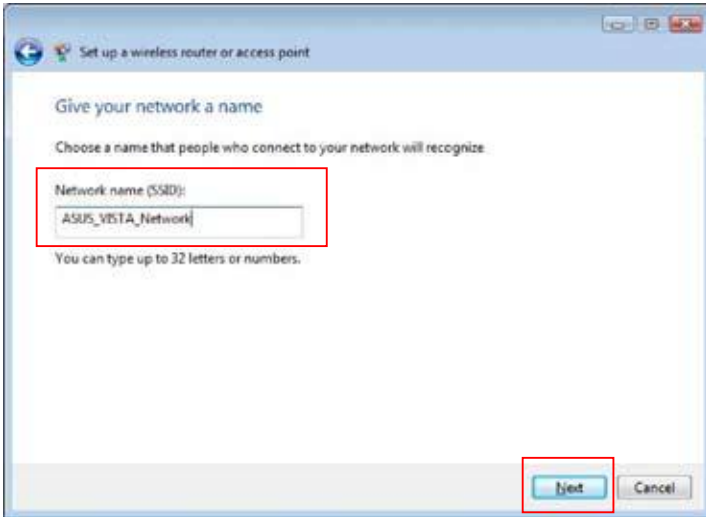 Set up a wireless router or access point
Give your network a name
Choose a name that people who connect to your network will recognize
Network name (SSID):
ASUS_VISTA_Network
You can type up to 32 letters or numbers.
Next Cancel